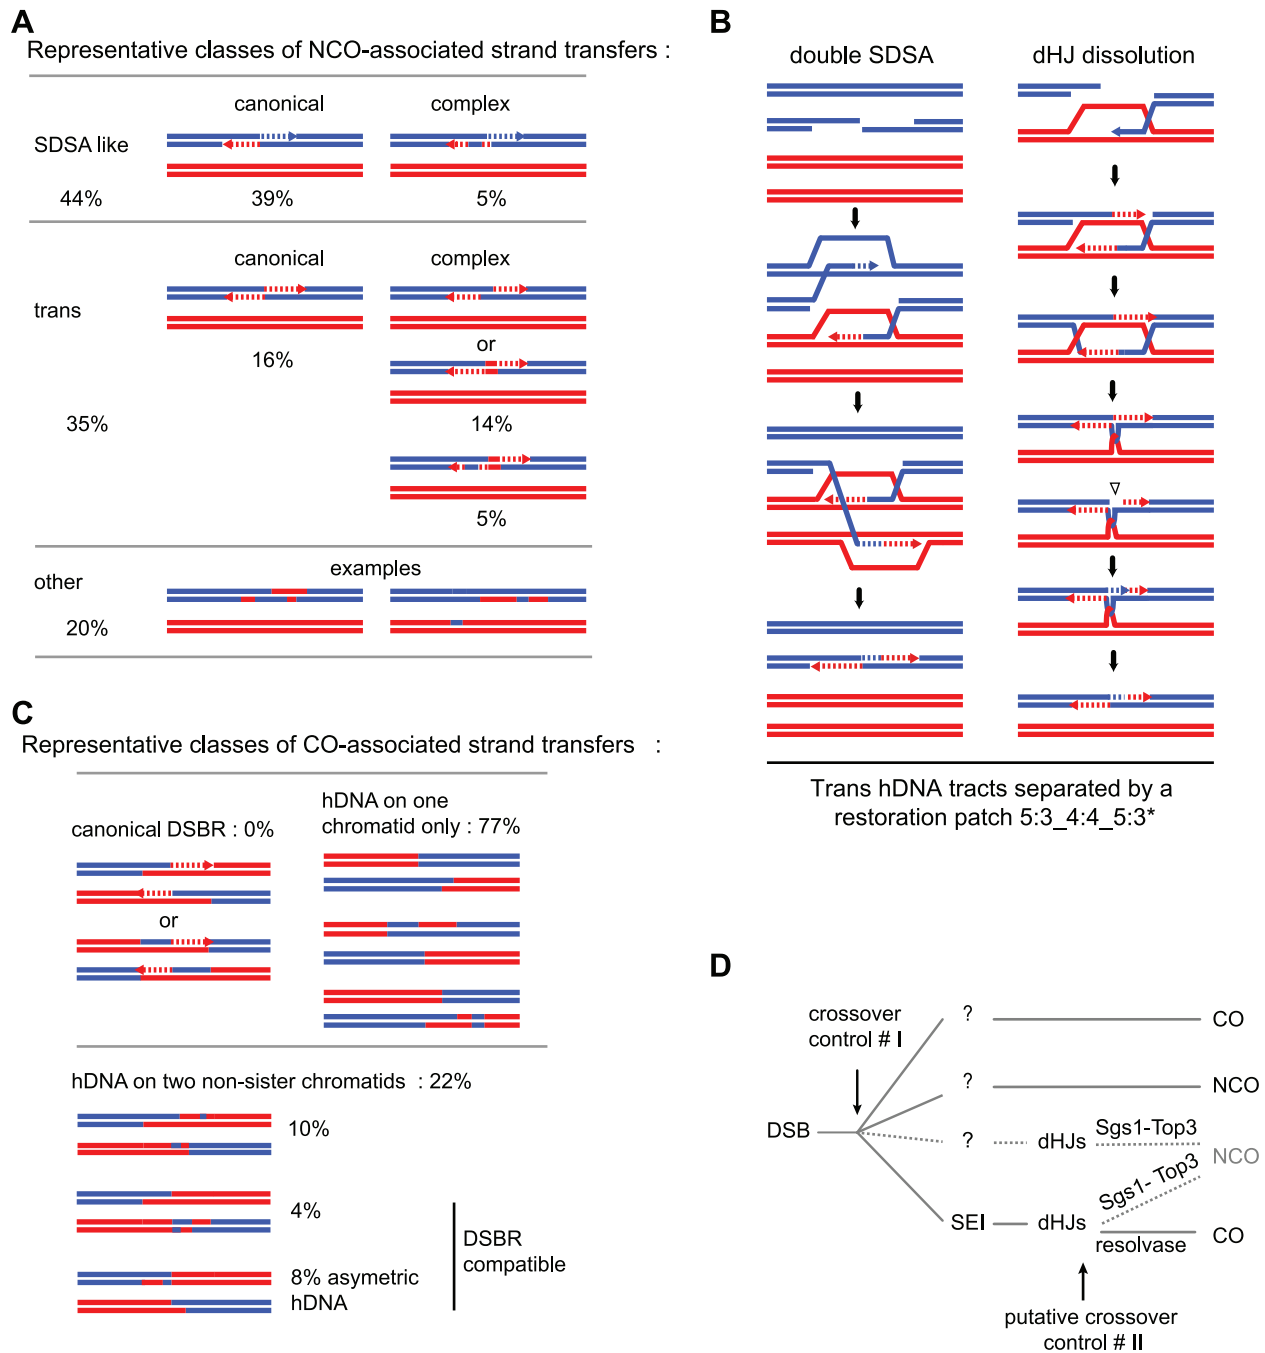 A
Representative classes of NCO-associated strand transfers :
canonical complex
SDSA like
44% 39% 5%
canonical complex
trans
or
16%
35% 14%
5%
other examples
20%
B
double SDSA dHJ dissolution
Trans hDNA tracts separated by a
restoration patch 5:3_4:4_5:3*
C
Representative classes of CO-associated strand transfers :
canonical DSBR : 0%
hDNA on one
chromatid only : 77%
or
hDNA on two non-sister chromatids : 22%
10%
4%
8% asymetric
hDNA
DSBR
compatible
D
crossover
control # I
? CO
? NCO
DSB ? dHJs Sgs1-Top3
NCO
Sgs1- Top3
SEI dHJs CO
resolvase
putative crossover
control # II